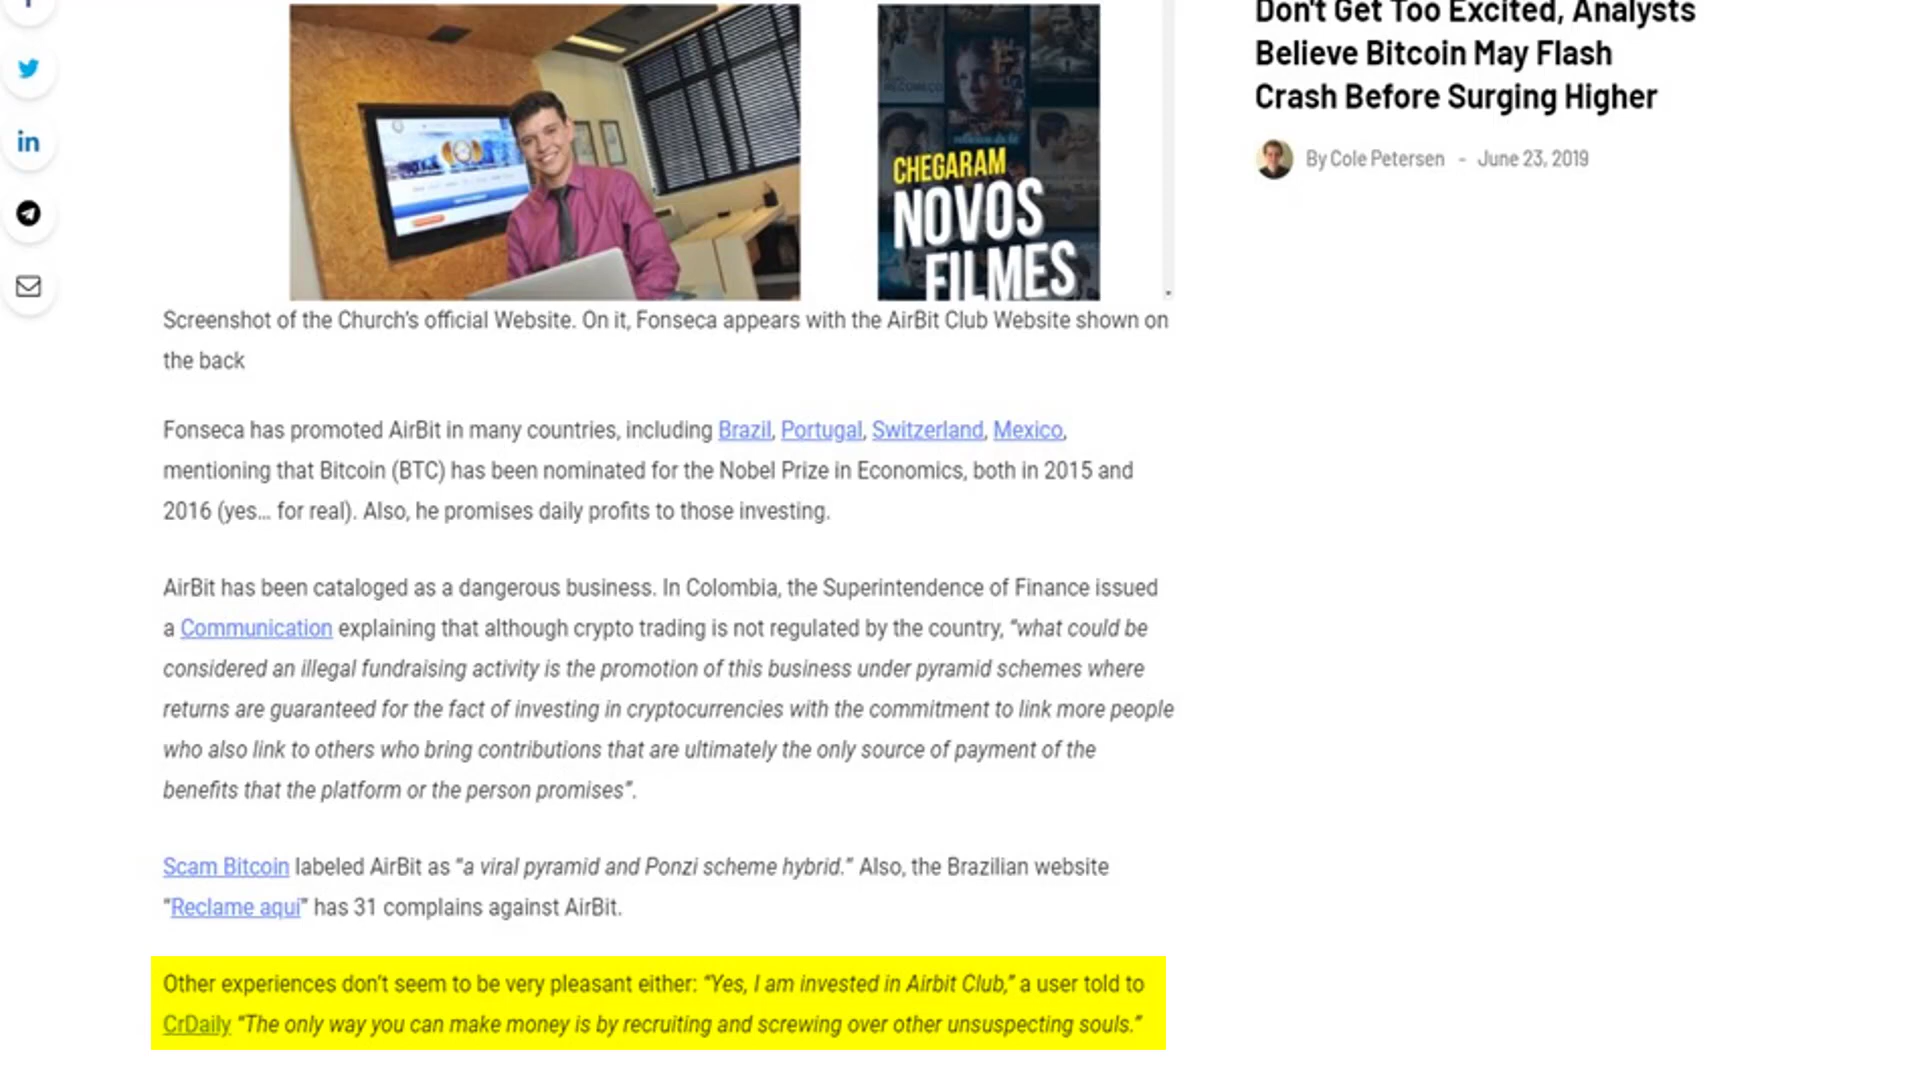 Don't Get Too Excited, Analysts
Believe Bitcoin May Flash
Crash Before Surging Higher
By Cole Petersen - June 23, 2019
in
CHEGARAM
NOVOS
FILMES
Screenshot of the Church's official Website. On it, Fonseca appears with the AirBit Club Website shown on
the back
Fonseca has promoted AirBit in many countries, including Brazil, Portugal, Switzerland, Mexico,
mentioning that Bitcoin (BTC) has been nominated for the Nobel Prize in Economics, both in 2015 and
2016 (yes… for real). Also, he promises daily profits to those investing.
AirBit has been cataloged as a dangerous business. In Colombia, the Superintendence of Finance issued
a Communication explaining that although crypto trading is not regulated by the country, “what could be
considered an illegal fundraising activity is the promotion of this business under pyramid schemes where
returns are guaranteed for the fact of investing in cryptocurrencies with the commitment to link more people
who also link to others who bring contributions that are ultimately the only source of payment of the
benefits that the platform or the person promises”.
Scam Bitcoin labeled AirBit as “a viral pyramid and Ponzi scheme hybrid.” Also, the Brazilian website
“Reclame aqui” has 31 complains against AirBit.
Other experiences don’t seem to be very pleasant either: “Yes, I am invested in Airbit Club,” a user told to
CrDaily “The only way you can make money is by recruiting and screwing over other unsuspecting souls.”